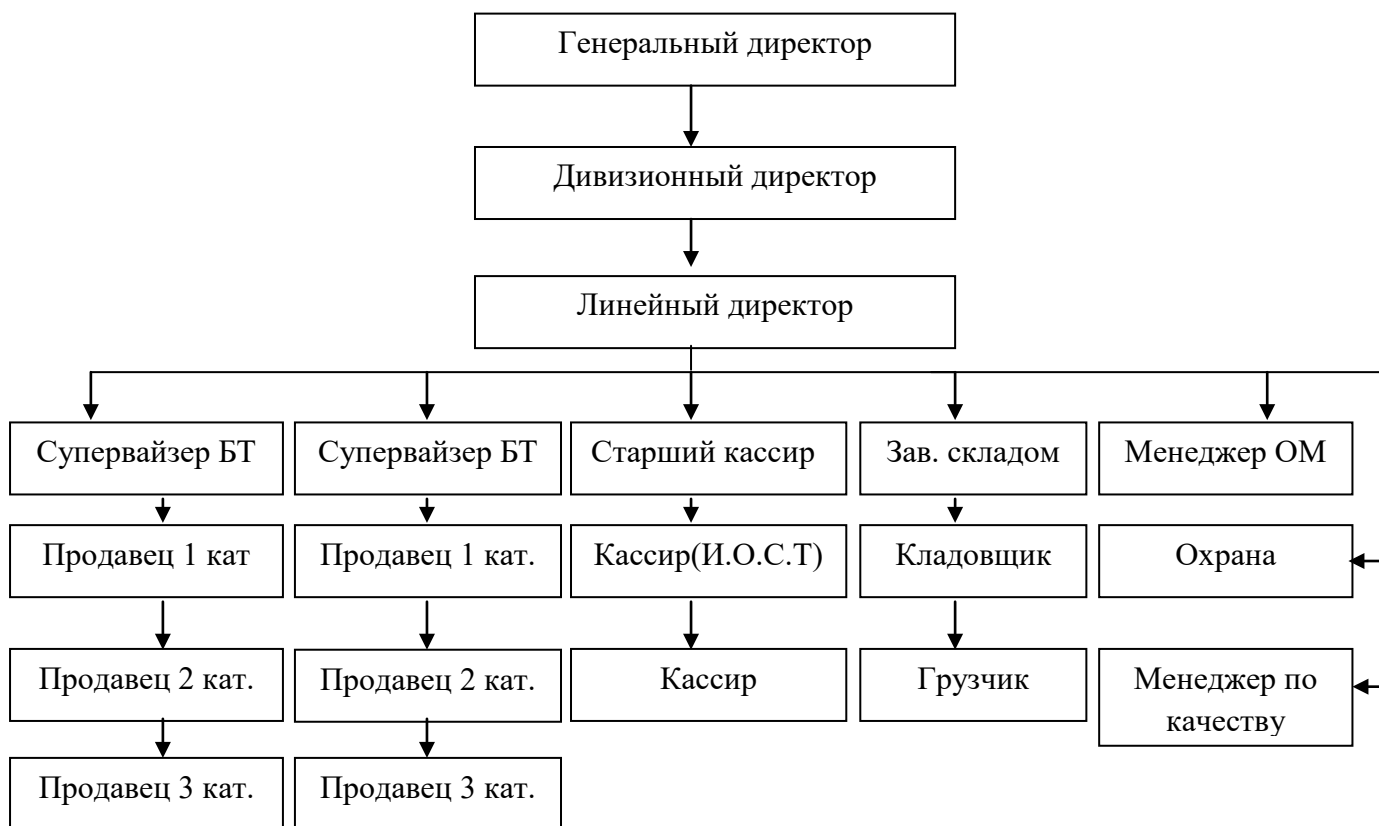 Генеральный директор
Дивизионный директор
Линейный директор
Супервайзер БТ
Супервайзер БТ
Старший кассир
Зав. складом
Менеджер ОМ
Продавец 1 кат
Продавец 1 кат.
Кассир(И.О.С.Т)
Кладовщик
Охрана
Продавец 2 кат.
Продавец 2 кат.
Кассир
Грузчик
Менеджер по
качеству
Продавец 3 кат.
Продавец 3 кат.